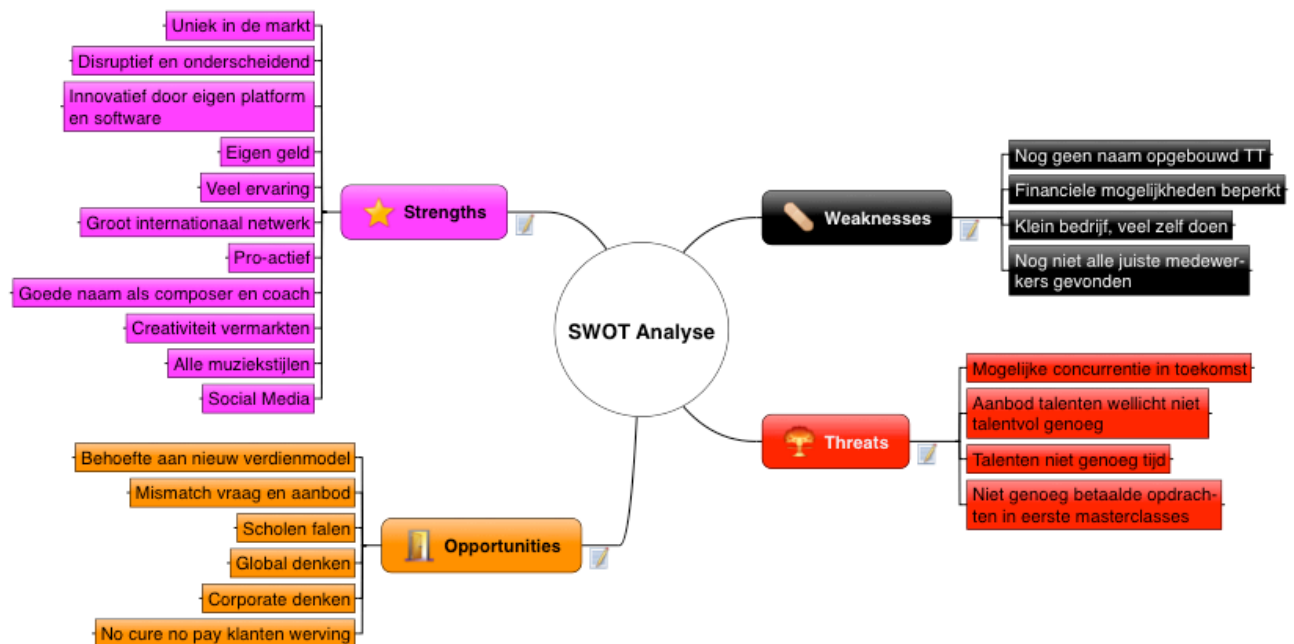 SWOT Analyse
Strengths
Uniek in de markt
Disruptief en onderscheidend
Innovatief door eigen platform
en software
Eigen geld
Veel ervaring
Groot internationaal netwerk
Pro-actief
Goede naam als composer en coach
Creativiteit vermarkten
Alle muziekstijlen
Social Media
Weaknesses
Nog geen naam opgebouwd TT
Financiele mogelijkheden beperkt
Klein bedrijf, veel zelf doen
Nog niet alle juiste medewer-
kers gevonden
Opportunities
Behoefte aan nieuw verdienmodel
Mismatch vraag en aanbod
Scholen falen
Global denken
Corporate denken
No cure no pay klanten werving
Threats
Mogelijke concurrentie in toekomst
Aanbod talenten wellicht niet
talentvol genoeg
Talenten niet genoeg tijd
Niet genoeg betaalde opdrach-
ten in eerste masterclasses